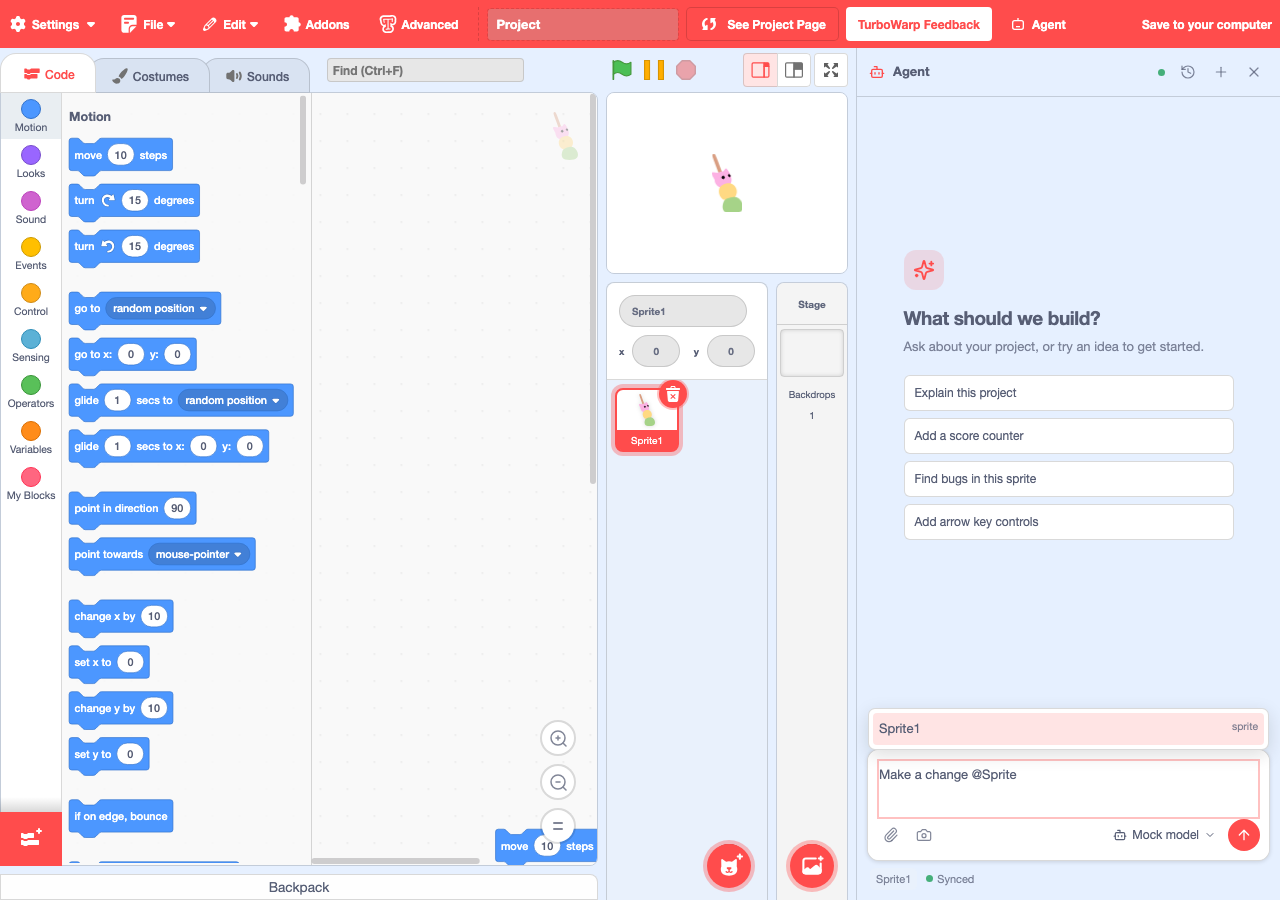 Settings File Edit Addons Advanced Project See Project Page TurboWarp Feedback Agent Save to your computer
Code Costumes Sounds
Find (Ctrl+F)
Motion
Looks
Sound
Events
Control
Sensing
Operators
Variables
My Blocks
Motion
move 10 steps
turn 15 degrees
turn 15 degrees
go to random position
go to x: 0 y: 0
glide 1 secs to random position
glide 1 secs to x: 0 y: 0
point in direction 90
point towards mouse-pointer
change x by 10
set x to 0
change y by 10
set y to 0
if on edge, bounce
move 10 steps
Backpack
Sprite1
x 0 y 0
Sprite1
Stage
Backdrops
1
Agent
What should we build?
Ask about your project, or try an idea to get started.
Explain this project
Add a score counter
Find bugs in this sprite
Add arrow key controls
Sprite1 sprite
Make a change @Sprite
Mock model
Sprite1 Synced